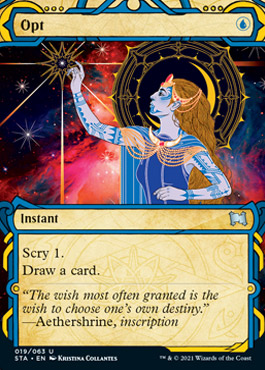 Opt
Instant
Scry 1.
Draw a card.
“The wish most often granted is the
wish to choose one’s own destiny.”
—Aethershrine, inscription
019/063 U
STA • EN Kristina Collantes
™ & © 2021 Wizards of the Coast